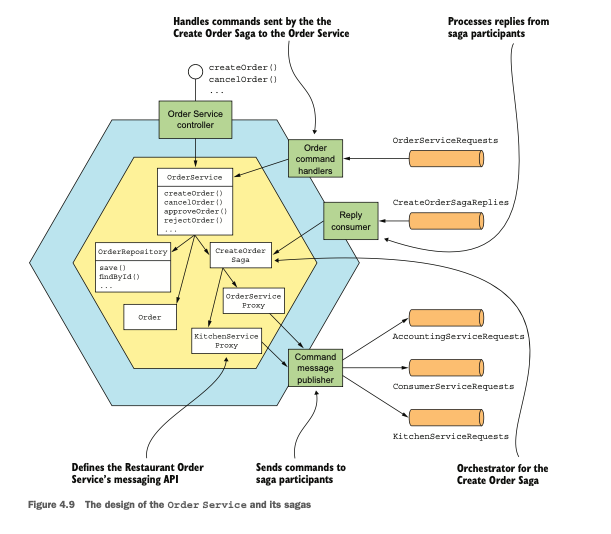 Handles commands sent by the the
Create Order Saga to the Order Service
Processes replies from
saga participants
createOrder()
cancelOrder()
...
Order Service
controller
Order
command
handlers
OrderServiceRequests
OrderService
createOrder()
cancelOrder()
approveOrder()
rejectOrder()
...
Reply
consumer
CreateOrderSagaReplies
OrderRepository
save()
findById()
...
CreateOrder
Saga
OrderService
Proxy
Order
KitchenService
Proxy
Command
message
publisher
AccountingServiceRequests
ConsumerServiceRequests
KitchenServiceRequests
Defines the Restaurant Order
Service's messaging API
Sends commands to
saga participants
Orchestrator for the
Create Order Saga
Figure 4.9 The design of the Order Service and its sagas